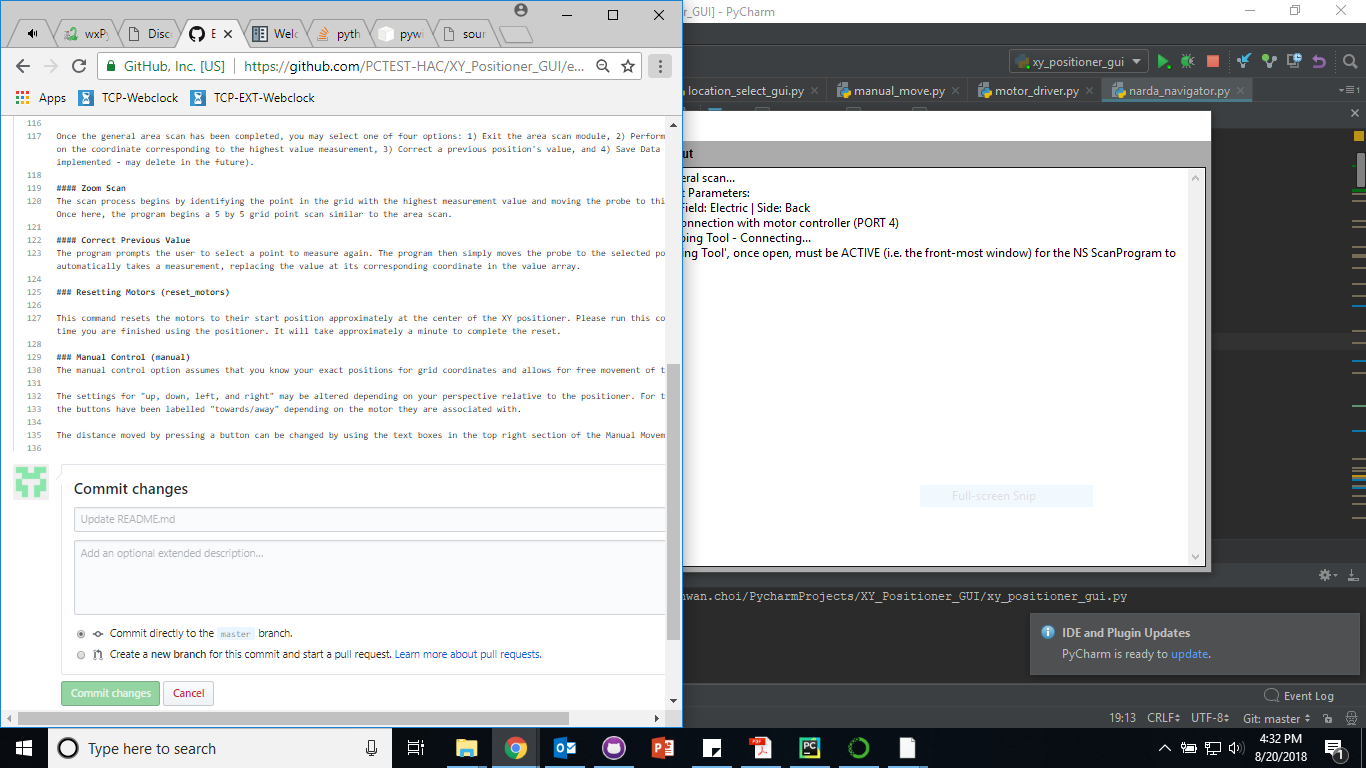 wxPy
Disc
E
Welc
pyth
pywi
sour
GitHub, Inc. [US]
https://github.com/PCTEST-HAC/XY_Positioner_GUI/e...
Apps
TCP-Webclock
TCP-EXT-Webclock
116
117 Once the general area scan has been completed, you may select one of four options: 1) Exit the area scan module, 2) Perform
on the coordinate corresponding to the highest value measurement, 3) Correct a previous position's value, and 4) Save Data
implemented - may delete in the future).
118
119 #### Zoom Scan
120 The scan process begins by identifying the point in the grid with the highest measurement value and moving the probe to thi
Once here, the program begins a 5 by 5 grid point scan similar to the area scan.
121
122 #### Correct Previous Value
123 The program prompts the user to select a point to measure again. The program then simply moves the probe to the selected po
automatically takes a measurement, replacing the value at its corresponding coordinate in the value array.
124
125 ### Resetting Motors (reset_motors)
126
127 This command resets the motors to their start position approximately at the center of the XY positioner. Please run this co
time you are finished using the positioner. It will take approximately a minute to complete the reset.
128
129 ### Manual Control (manual)
130 The manual control option assumes that you know your exact positions for grid coordinates and allows for free movement of t
131
132 The settings for "up, down, left, and right" may be altered depending on your perspective relative to the positioner. For t
133 the buttons have been labelled "towards/away" depending on the motor they are associated with.
134
135 The distance moved by pressing a button can be changed by using the text boxes in the top right section of the Manual Movem
136
Commit changes
Update README.md
Add an optional extended description...
Commit directly to the master branch.
Create a new branch for this commit and start a pull request. Learn more about pull requests.
Commit changes
Cancel
r_GUI] - PyCharm
xy_positioner_gui
location_select_gui.py
manual_move.py
motor_driver.py
narda_navigator.py
ut
eral scan...
t Parameters:
Field: Electric | Side: Back
onnection with motor controller (PORT 4)
ping Tool - Connecting...
ng Tool', once open, must be ACTIVE (i.e. the front-most window) for the NS ScanProgram to
Full-screen Snip
nwan.choi/PycharmProjects/XY_Positioner_GUI/xy_positioner_gui.py
IDE and Plugin Updates
PyCharm is ready to update.
Event Log
19:13
CRLF
UTF-8
Git: master
Type here to search
4:32 PM
8/20/2018
1